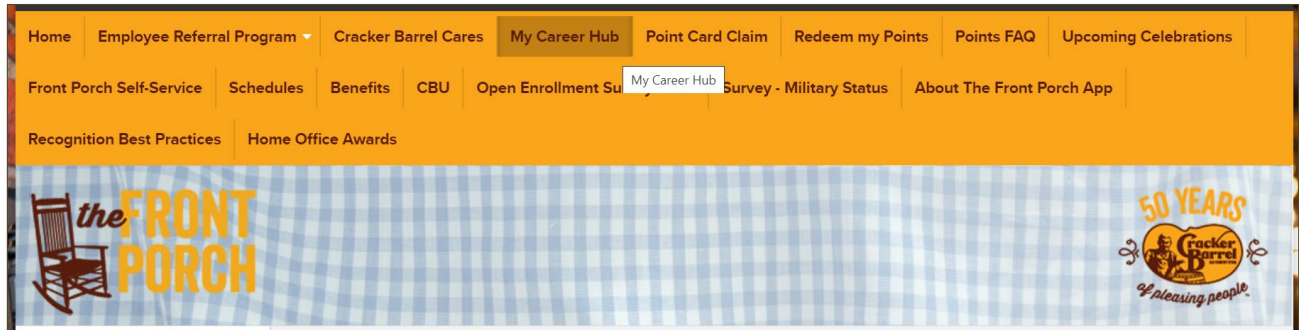 Home Employee Referral Program Cracker Barrel Cares My Career Hub Point Card Claim Redeem my Points Points FAQ Upcoming Celebrations
My Career Hub
Front Porch Self-Service Schedules Benefits CBU Open Enrollment Survey - Military Status About The Front Porch App
Recognition Best Practices Home Office Awards
the FRONT
PORCH
50 YEARS
Cracker
Barrel
of pleasing people